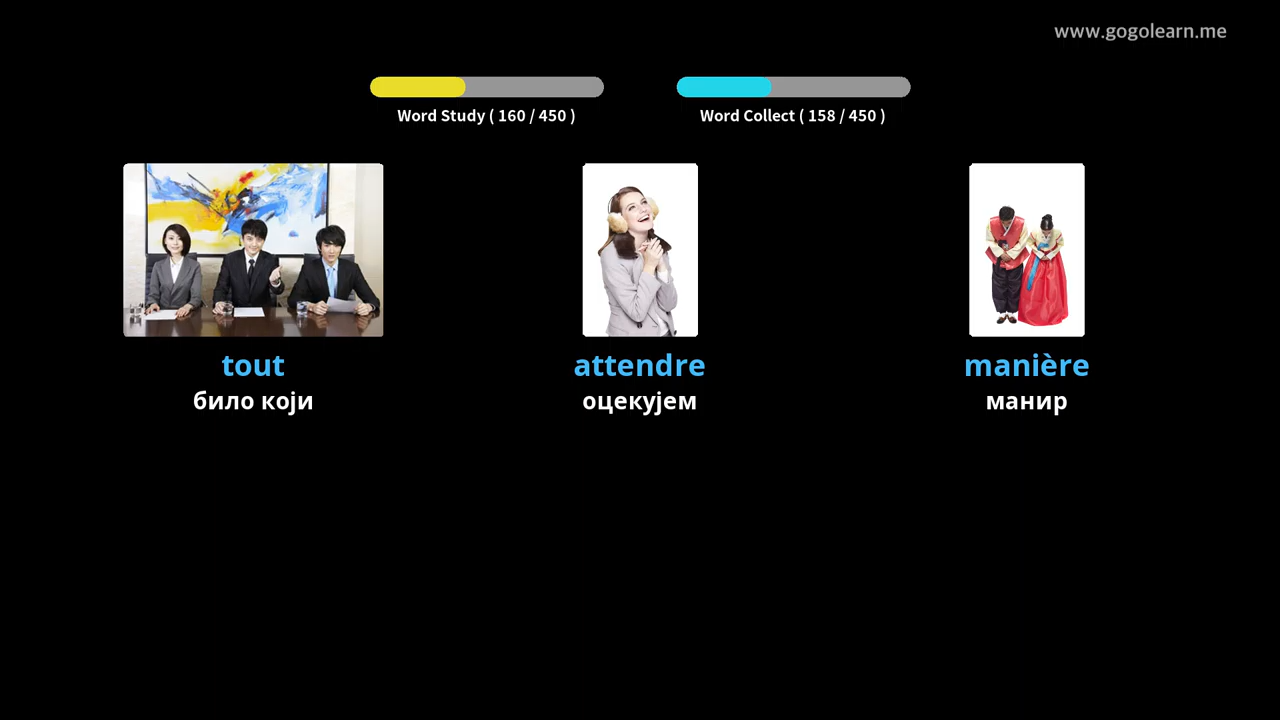 www.gogolearn.me
Word Study ( 160 / 450 )
Word Collect ( 158 / 450 )
tout
attendre
manière
било који
оцекујем
манир